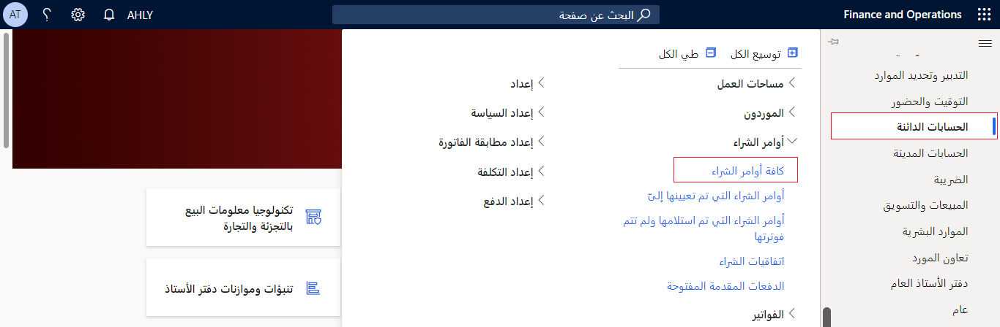 Finance and Operations
البحث عن صفحة
AHLY
؟
AT
التدبير وتحديد الموارد
التوقيت والحضور
الحسابات الدائنة
الحسابات المدينة
الضريبة
المبيعات والتسويق
الموارد البشرية
تعاون المورد
دفتر الأستاذ العام
عام
توسيع الكل
طي الكل
مساحات العمل
الموردون
أوامر الشراء
كافة أوامر الشراء
أوامر الشراء التي تم تعيينها إليّ
أوامر الشراء التي تم استلامها ولم تتم
فوترتها
اتفاقيات الشراء
الدفعات المقدمة المفتوحة
الفواتير
إعداد
إعداد السياسة
إعداد مطابقة الفاتورة
إعداد التكلفة
إعداد الدفع
تكنولوجيا معلومات البيع
بالتجزئة والتجارة
تنبؤات وموازنات دفتر الأستاذ